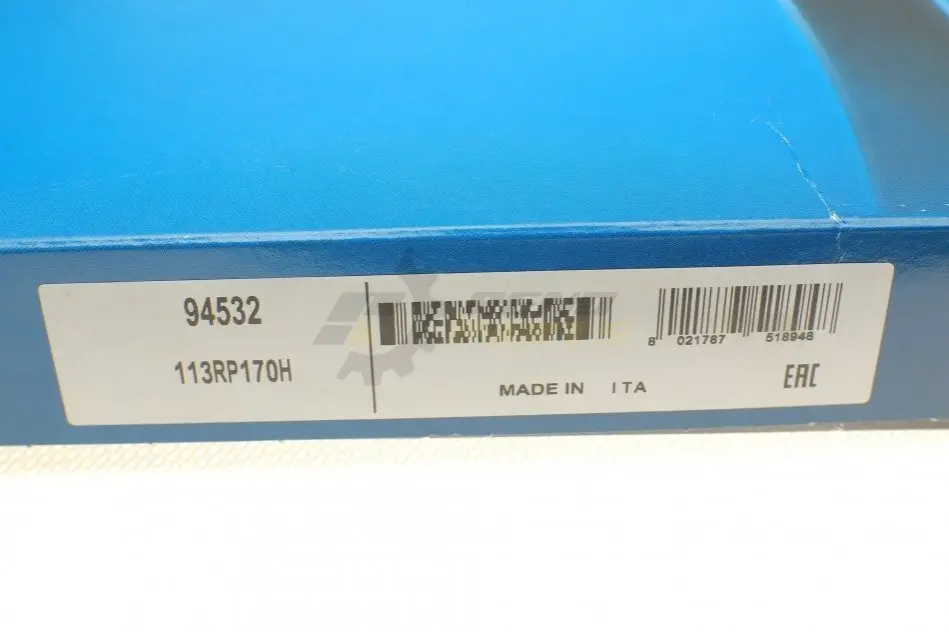 94532
113RP170H
8 021787 518948
MADE IN ITA
EAC